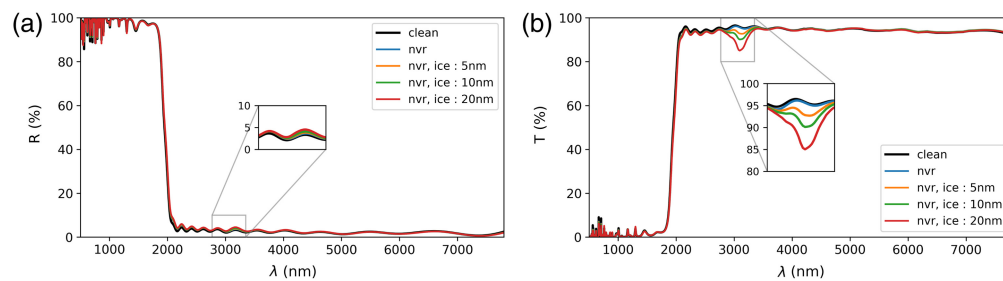 (a)
100
80
60
40
20
0
R (%)
1000 2000 3000 4000 5000 6000 7000
λ (nm)
clean
nvr
nvr, ice : 5nm
nvr, ice : 10nm
nvr, ice : 20nm
10
5
0
(b)
100
80
60
40
20
0
T (%)
1000 2000 3000 4000 5000 6000 7000
λ (nm)
100
95
90
85
80
clean
nvr
nvr, ice : 5nm
nvr, ice : 10nm
nvr, ice : 20nm